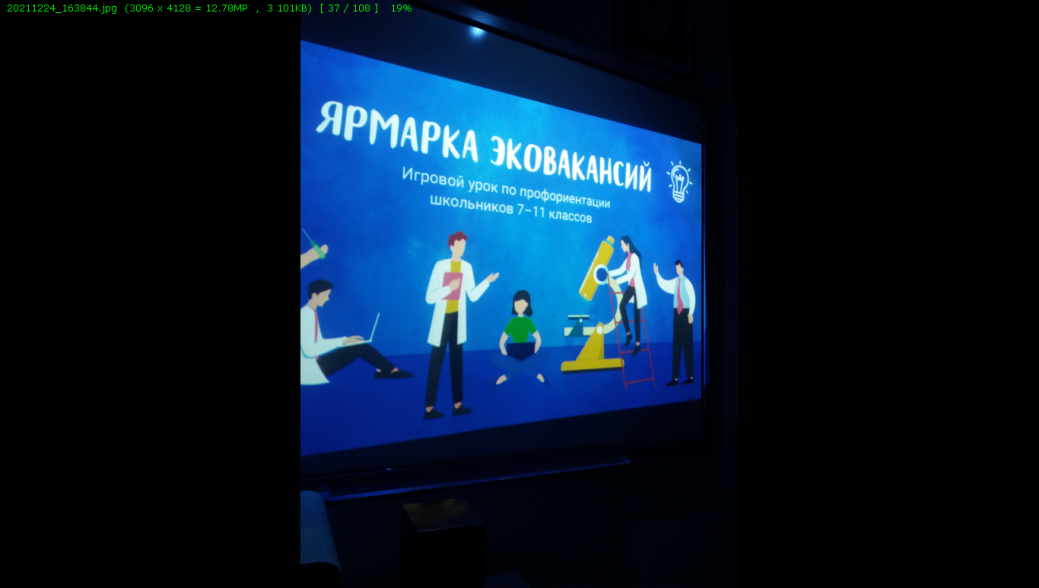 20211224_163844.jpg (3096 x 4128 = 12.78MP , 3 101KB) [ 37 / 108 ] 19%
ЯРМАРКА ЭКОВАКАНСИЙ
Игровой урок по профориентации
школьников 7–11 классов